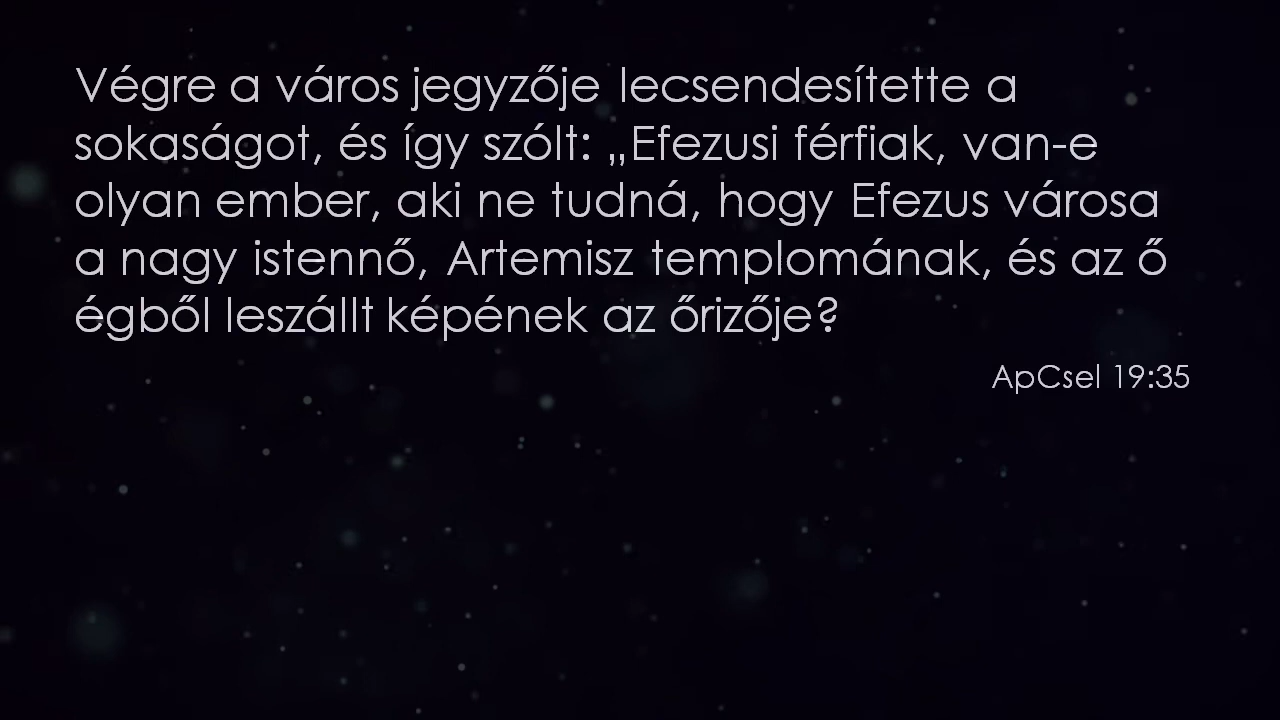 Végre a város jegyzője lecsendesítette a
sokaságot, és így szólt: „Efezusi férfiak, van-e
olyan ember, aki ne tudná, hogy Efezus városa
a nagy istennő, Artemisz templomának, és az ő
égből leszállt képének az őrizője?
ApCsel 19:35